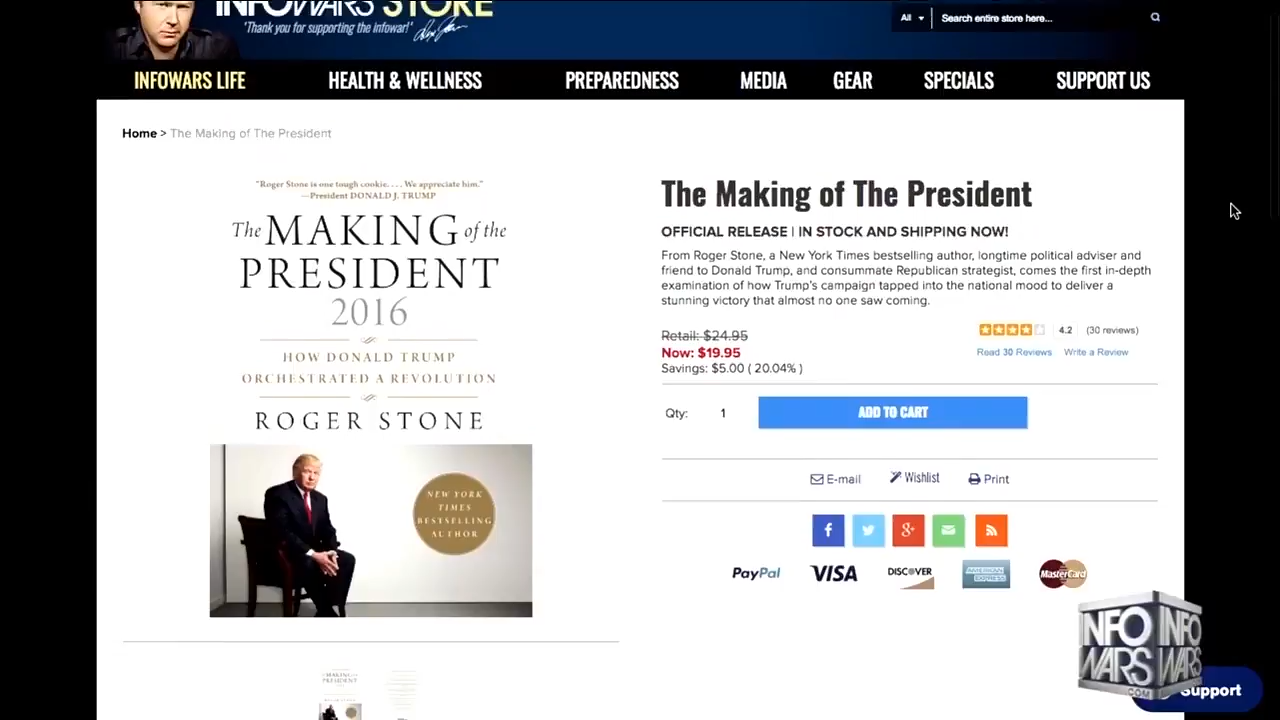 INFOWARS STORE
"Thank you for supporting the infowar!"
All
Search entire store here...
INFOWARS LIFE
HEALTH & WELLNESS
PREPAREDNESS
MEDIA
GEAR
SPECIALS
SUPPORT US
Home > The Making of The President
"Roger Stone is one tough cookie. . . . We appreciate him."
—President DONALD J. TRUMP
The MAKING of the
PRESIDENT
2016
HOW DONALD TRUMP
ORCHESTRATED A REVOLUTION
ROGER STONE
NEW YORK
TIMES
BESTSELLING
AUTHOR
The Making of The President
OFFICIAL RELEASE | IN STOCK AND SHIPPING NOW!
From Roger Stone, a New York Times bestselling author, longtime political adviser and
friend to Donald Trump, and consummate Republican strategist, comes the first in-depth
examination of how Trump's campaign tapped into the national mood to deliver a
stunning victory that almost no one saw coming.
Retail: $24.95
Now: $19.95
Savings: $5.00 ( 20.04% )
4.2 (30 reviews)
Read 30 Reviews Write a Review
Qty: 1
ADD TO CART
E-mail
Wishlist
Print
f
g+
PayPal
VISA
DISCOVER
AMERICAN EXPRESS
MasterCard
INFO WARS
INFO WARS
.COM
Support